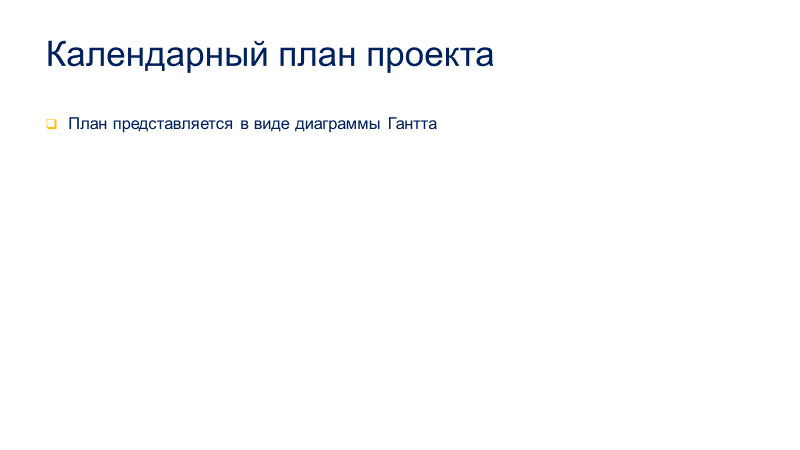 Календарный план проекта
План представляется в виде диаграммы Гантта